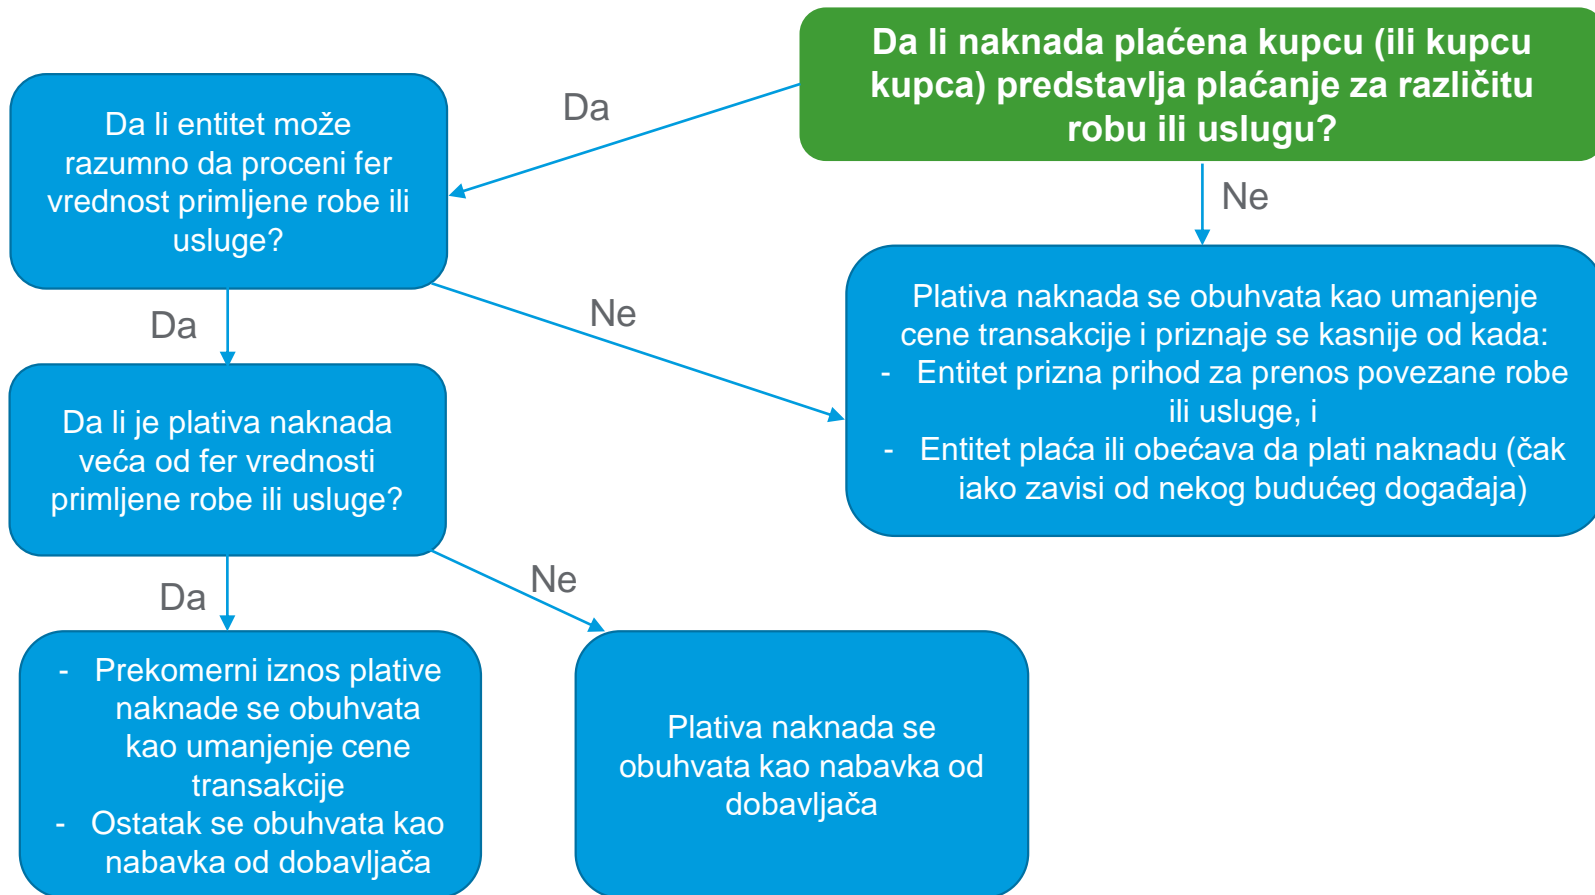 Da li naknada plaćena kupcu (ili kupcu
kupca) predstavlja plaćanje za različitu
robu ili uslugu?
Da
Ne
Da li entitet može
razumno da proceni fer
vrednost primljene robe ili
usluge?
Da
Ne
Plativa naknada se obuhvata kao umanjenje
cene transakcije i priznaje se kasnije od kada:
- Entitet prizna prihod za prenos povezane robe
ili usluge, i
- Entitet plaća ili obećava da plati naknadu (čak
iako zavisi od nekog budućeg događaja)
Da li je plativa naknada
veća od fer vrednosti
primljene robe ili usluge?
Da
Ne
- Prekomerni iznos plative
naknade se obuhvata
kao umanjenje cene
transakcije
- Ostatak se obuhvata kao
nabavka od dobavljača
Plativa naknada se
obuhvata kao nabavka od
dobavljača